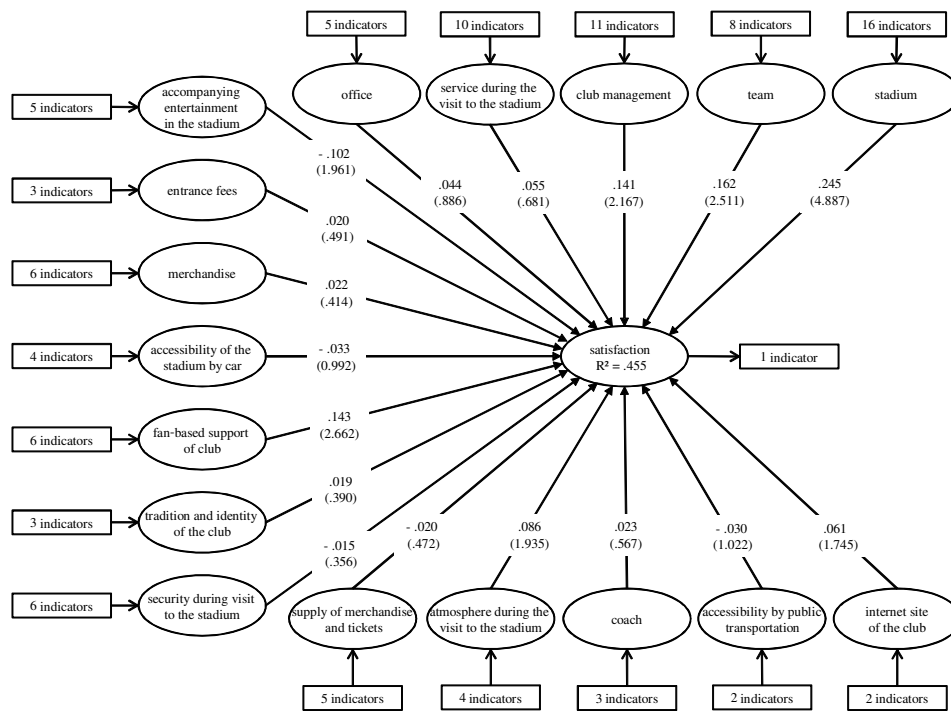 5 indicators
10 indicators
11 indicators
8 indicators
16 indicators
office
service during the
visit to the stadium
club management
team
stadium
5 indicators
accompanying
entertainment
in the stadium
- .102
(1.961)
.044
(.886)
.055
(.681)
.141
(2.167)
.162
(2.511)
.245
(4.887)
3 indicators
entrance fees
.020
(.491)
6 indicators
merchandise
.022
(.414)
4 indicators
accessibility of the
stadium by car
- .033
(0.992)
satisfaction
R² = .455
1 indicator
6 indicators
fan-based support
of club
.143
(2.662)
3 indicators
tradition and identity
of the club
.019
(.390)
6 indicators
security during visit
to the stadium
- .015
(.356)
- .020
(.472)
.086
(1.935)
.023
(.567)
- .030
(1.022)
.061
(1.745)
supply of merchandise
and tickets
atmosphere during the
visit to the stadium
coach
accessibility by public
transportation
internet site
of the club
5 indicators
4 indicators
3 indicators
2 indicators
2 indicators